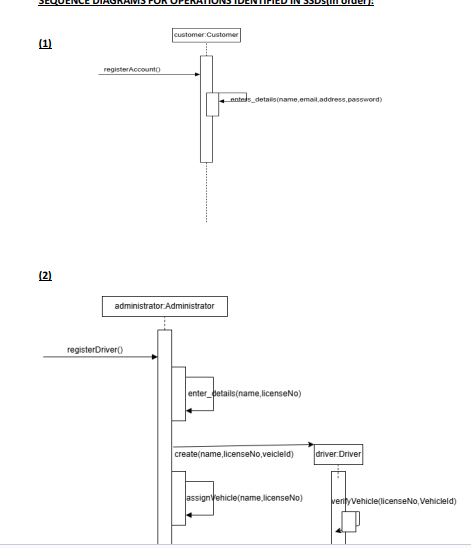 SEQUENCE DIAGRAMS FOR OPERATIONS IDENTIFIED IN SSDs(in order):
(1)
customer:Customer
registerAccount()
enters_details(name,email,address,password)
(2)
administrator:Administrator
registerDriver()
enter_details(name,licenseNo)
create(name,licenseNo,veicleId)
driver:Driver
assignVehicle(name,licenseNo)
verifyVehicle(licenseNo,VehicleId)